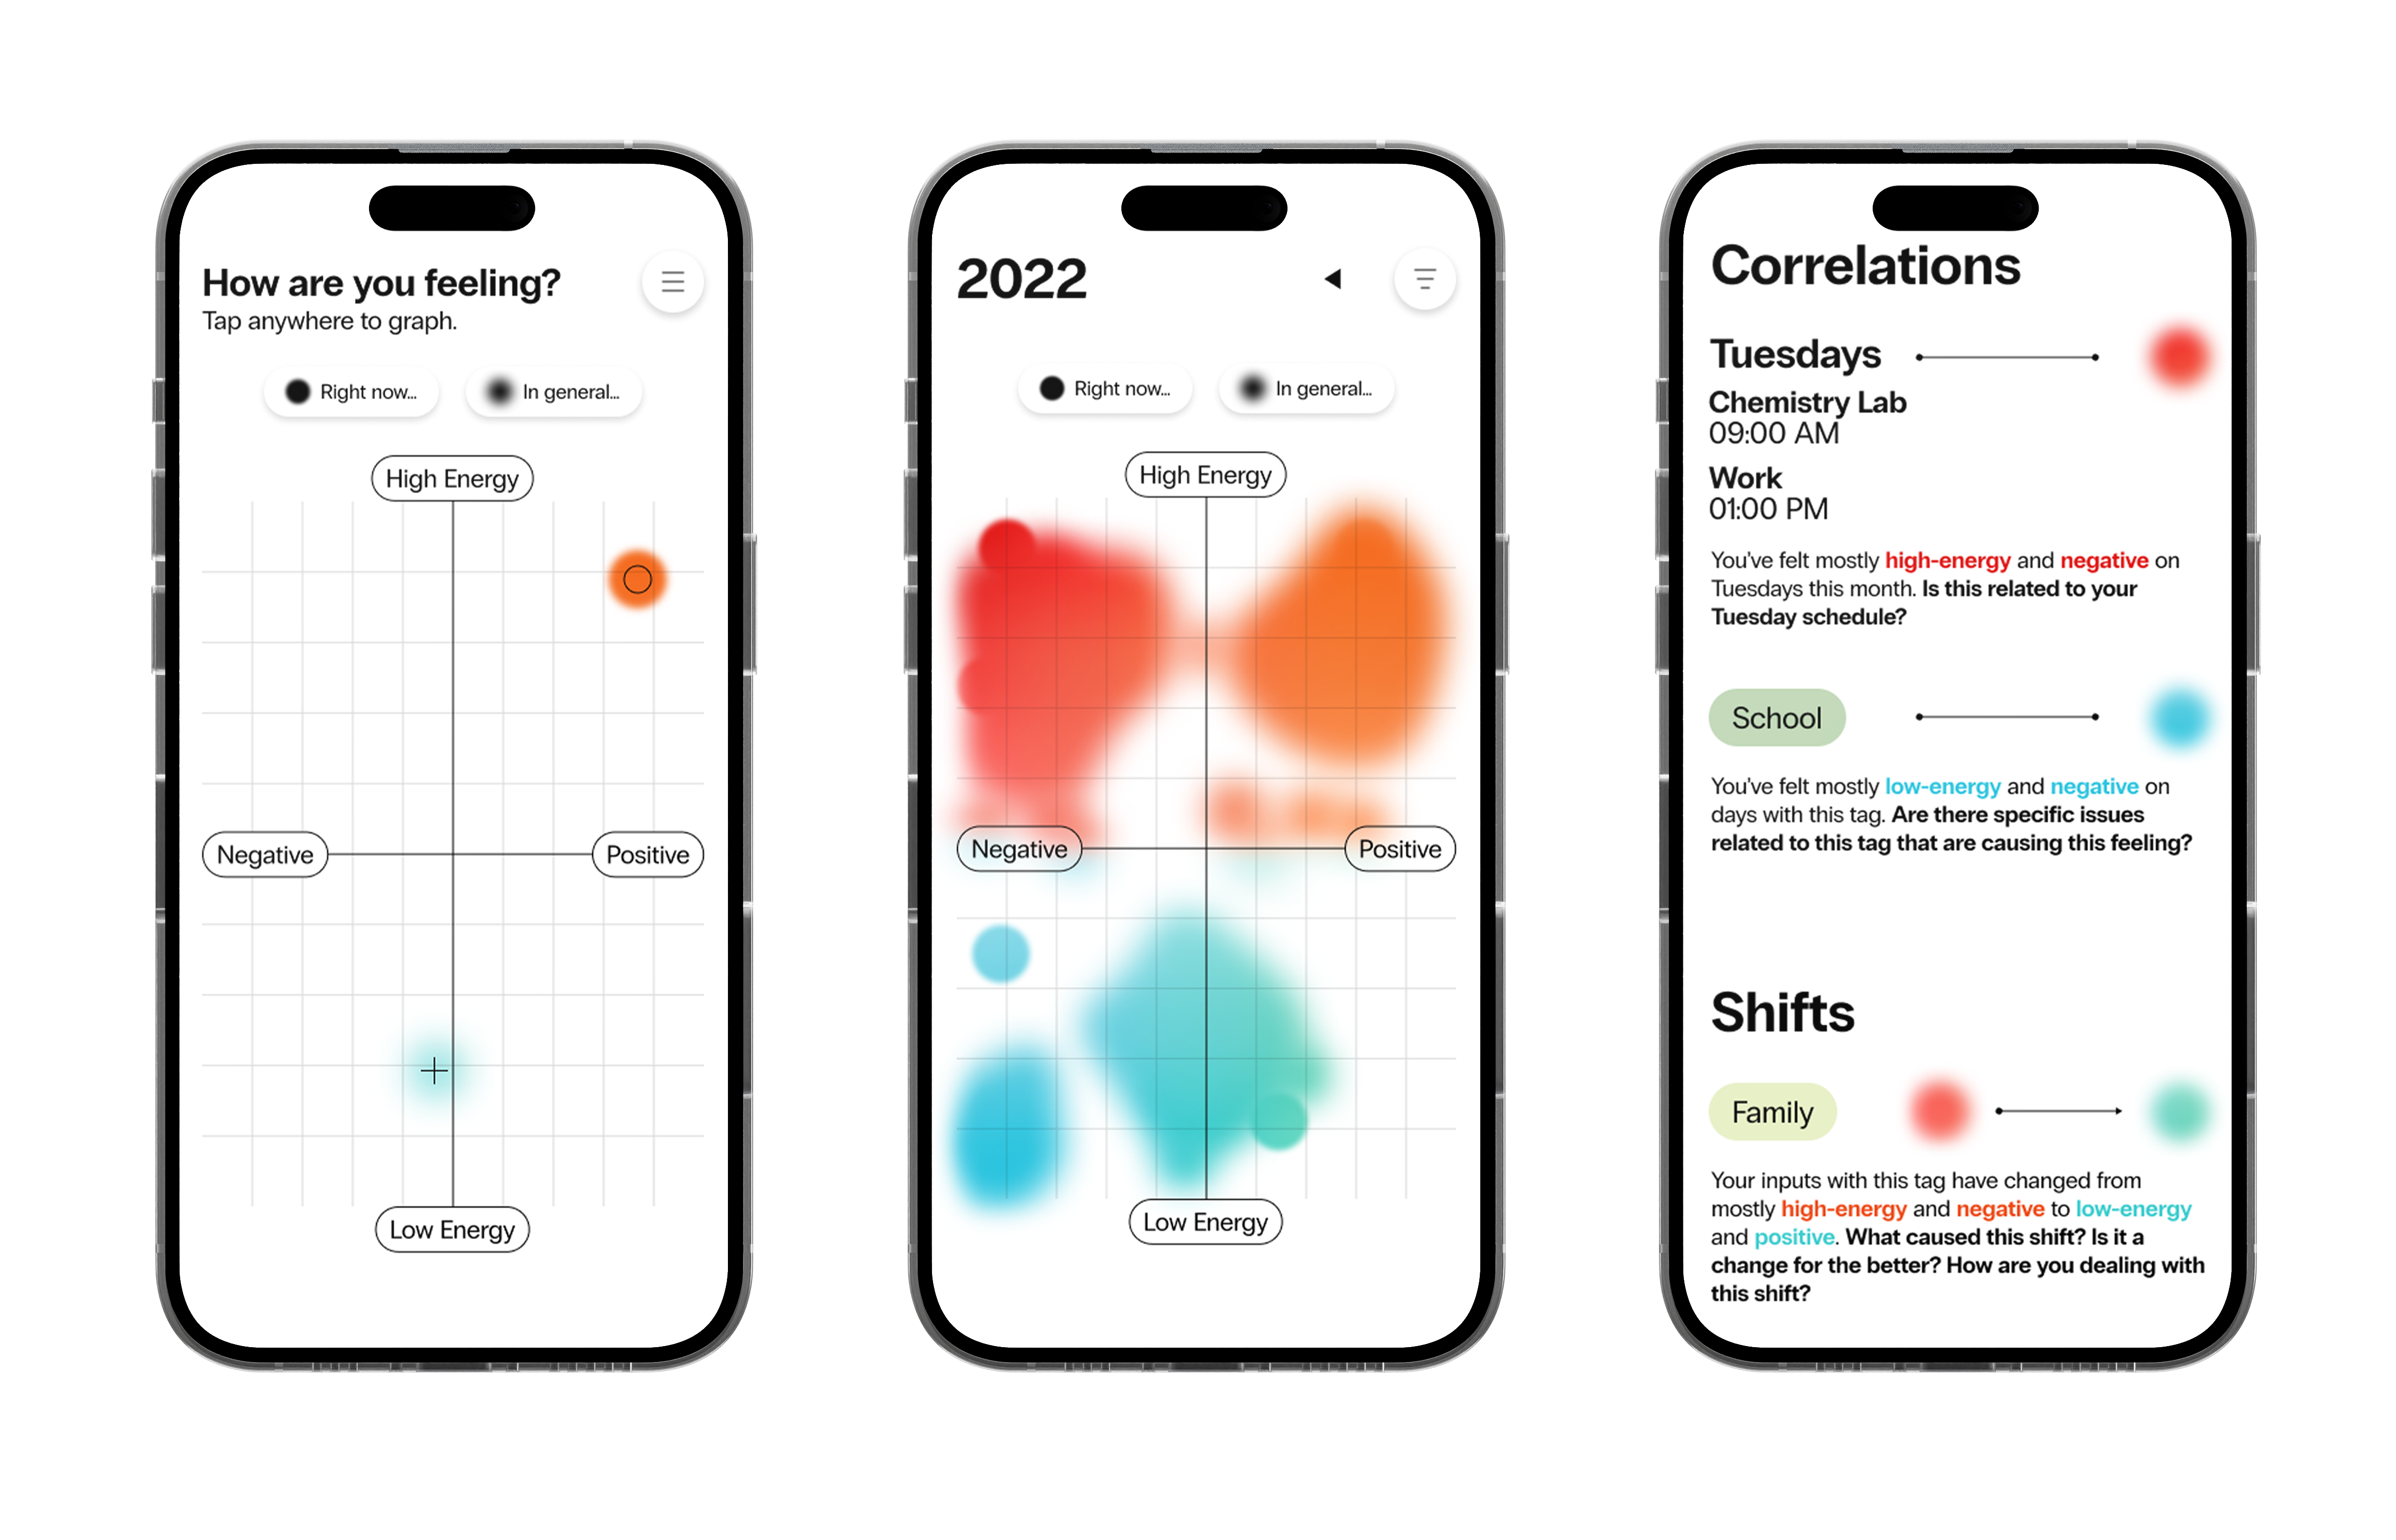 How are you feeling?
Tap anywhere to graph.
Right now...
In general...
High Energy
Negative
Positive
Low Energy
2022
Right now...
In general...
High Energy
Negative
Positive
Low Energy
Correlations
Tuesdays
Chemistry Lab
09:00 AM
Work
01:00 PM
You've felt mostly high-energy and negative on
Tuesdays this month. Is this related to your
Tuesday schedule?
School
You've felt mostly low-energy and negative on
days with this tag. Are there specific issues
related to this tag that are causing this feeling?
Shifts
Family
Your inputs with this tag have changed from
mostly high-energy and negative to low-energy
and positive. What caused this shift? Is it a
change for the better? How are you dealing with
this shift?